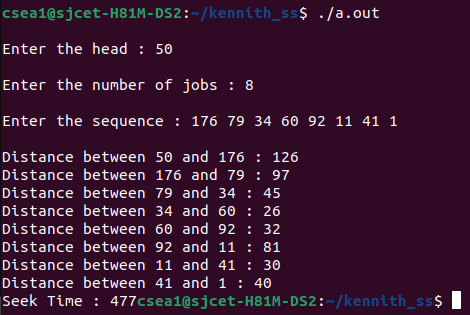 csea1@sjcet-H81M-DS2:~/kennith_ss$ ./a.out
Enter the head : 50
Enter the number of jobs : 8
Enter the sequence : 176 79 34 60 92 11 41 1
Distance between 50 and 176 : 126
Distance between 176 and 79 : 97
Distance between 79 and 34 : 45
Distance between 34 and 60 : 26
Distance between 60 and 92 : 32
Distance between 92 and 11 : 81
Distance between 11 and 41 : 30
Distance between 41 and 1 : 40
Seek Time : 477csea1@sjcet-H81M-DS2:~/kennith_ss$